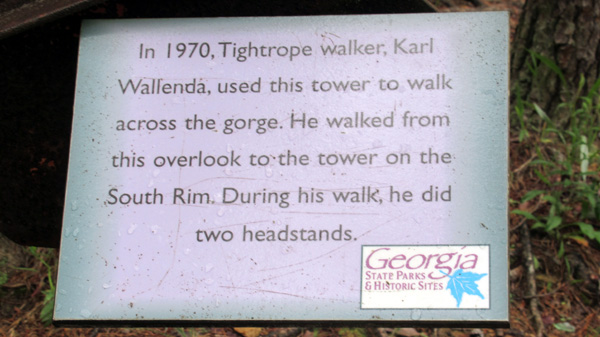 In 1970, Tightrope walker, Karl
Wallenda, used this tower to walk
across the gorge. He walked from
this overlook to the tower on the
South Rim. During his walk, he did
two headstands.
Georgia
STATE PARKS
& HISTORIC SITES